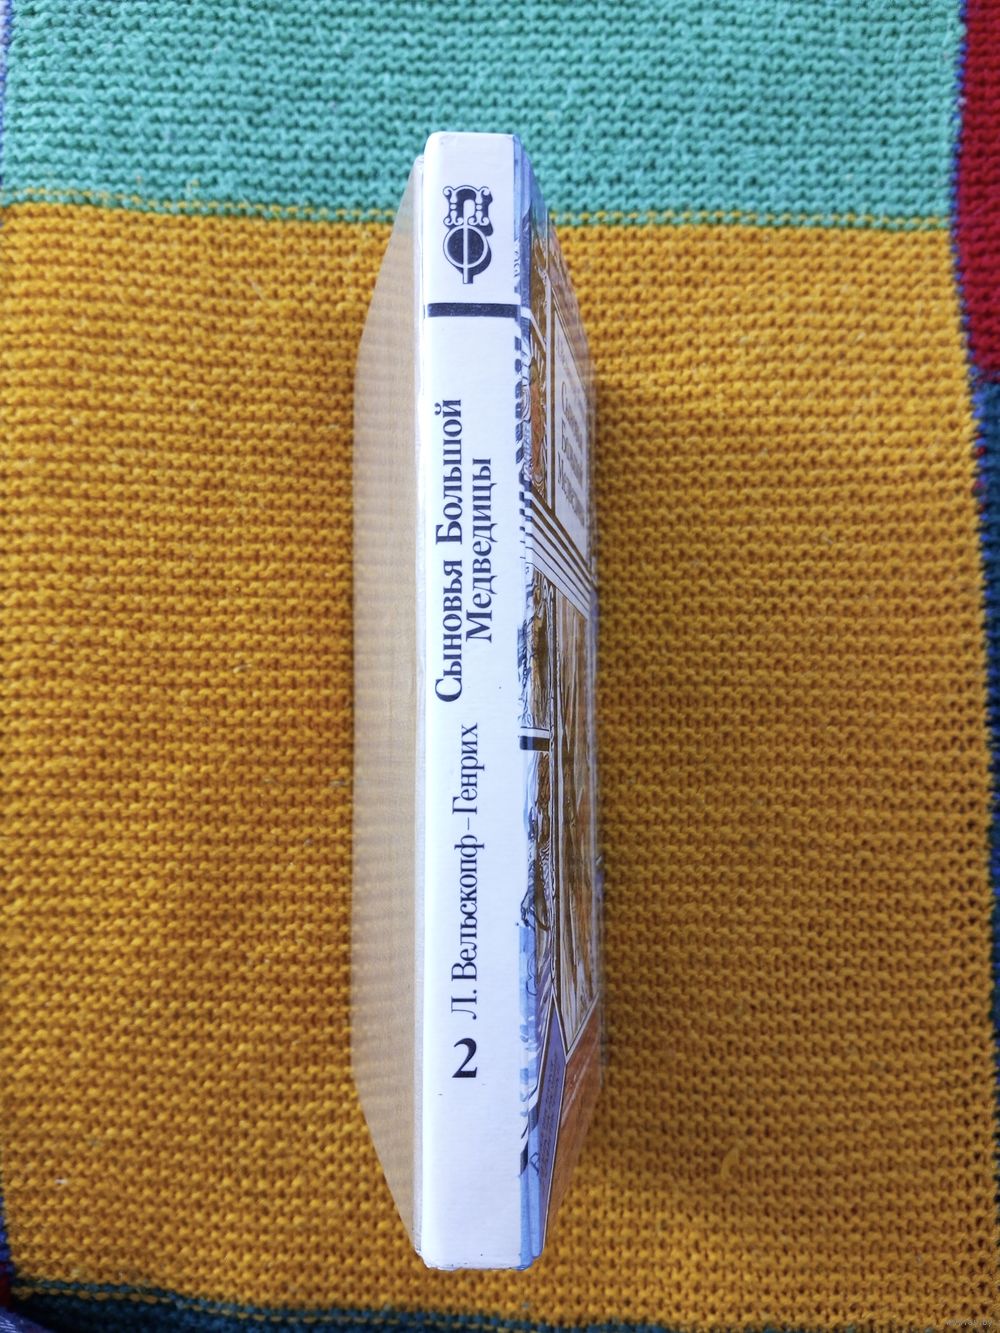 2
Л. Вельскопф-Генрих
Сыновья Большой
Медведицы